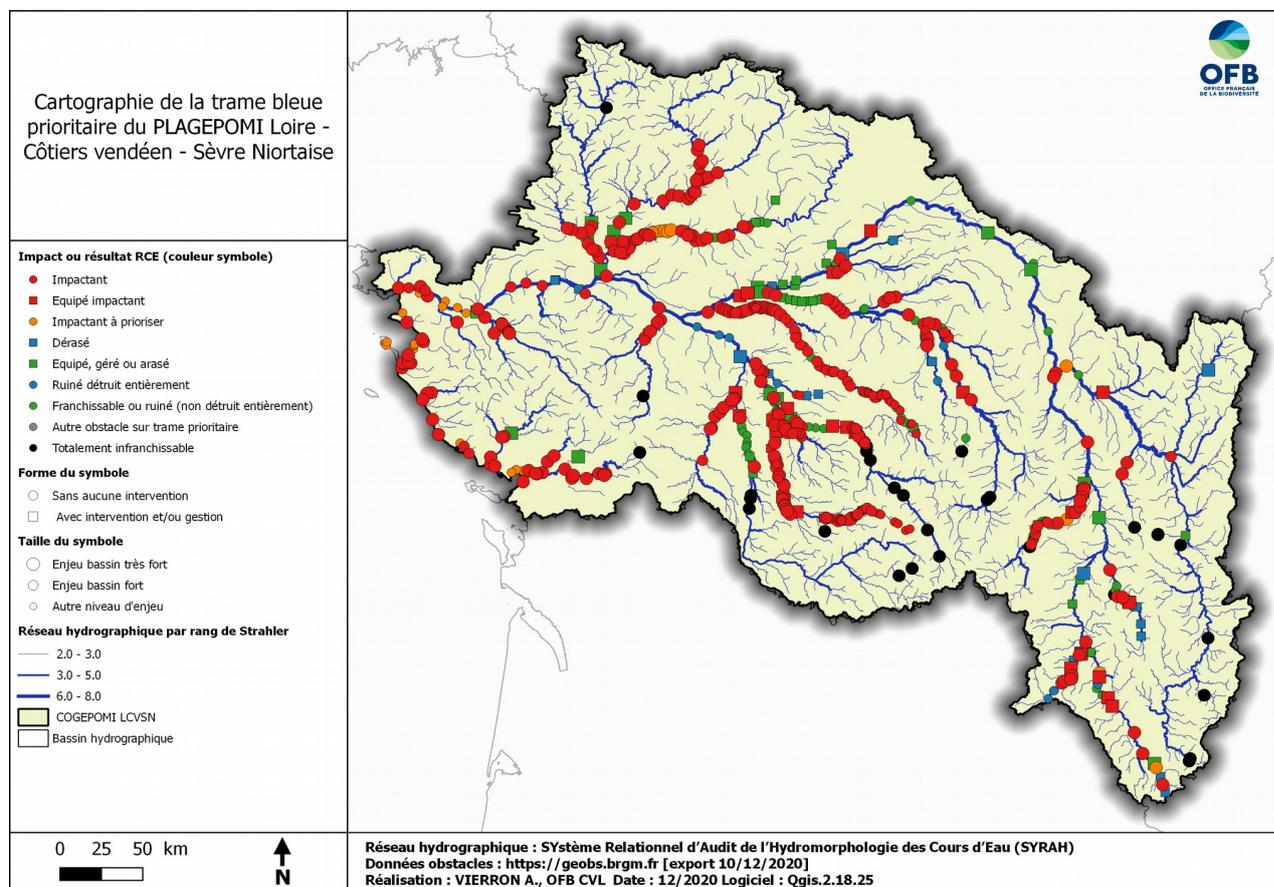 Cartographie de la trame bleue
prioritaire du PLAGEPOMI Loire -
Côtiers vendéen - Sèvre Niortaise
OFB
OFFICE FRANÇAIS
DE LA BIODIVERSITÉ
Impact ou résultat RCE (couleur symbole)
Impactant
Equipé impactant
Impactant à prioriser
Dérasé
Equipé, géré ou arasé
Ruiné détruit entièrement
Franchissable ou ruiné (non détruit entièrement)
Autre obstacle sur trame prioritaire
Totalement infranchissable
Forme du symbole
Sans aucune intervention
Avec intervention et/ou gestion
Taille du symbole
Enjeu bassin très fort
Enjeu bassin fort
Autre niveau d'enjeu
Réseau hydrographique par rang de Strahler
2.0 - 3.0
3.0 - 5.0
6.0 - 8.0
COGEPOMI LCVSN
Bassin hydrographique
0 25 50 km
N
Réseau hydrographique : SYstème Relationnel d'Audit de l'Hydromorphologie des Cours d'Eau (SYRAH)
Données obstacles : https://geobs.brgm.fr [export 10/12/2020]
Réalisation : VIERRON A., OFB CVL Date : 12/2020 Logiciel : Qgis.2.18.25